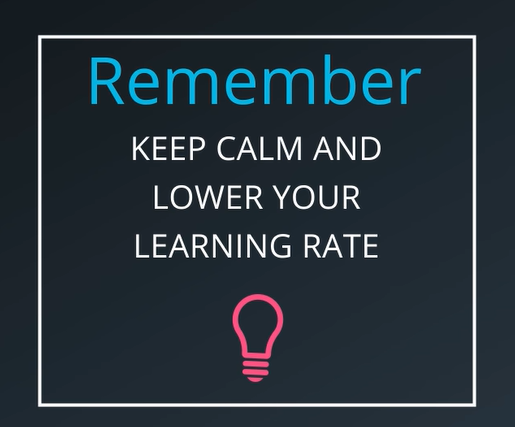 Remember
KEEP CALM AND
LOWER YOUR
LEARNING RATE